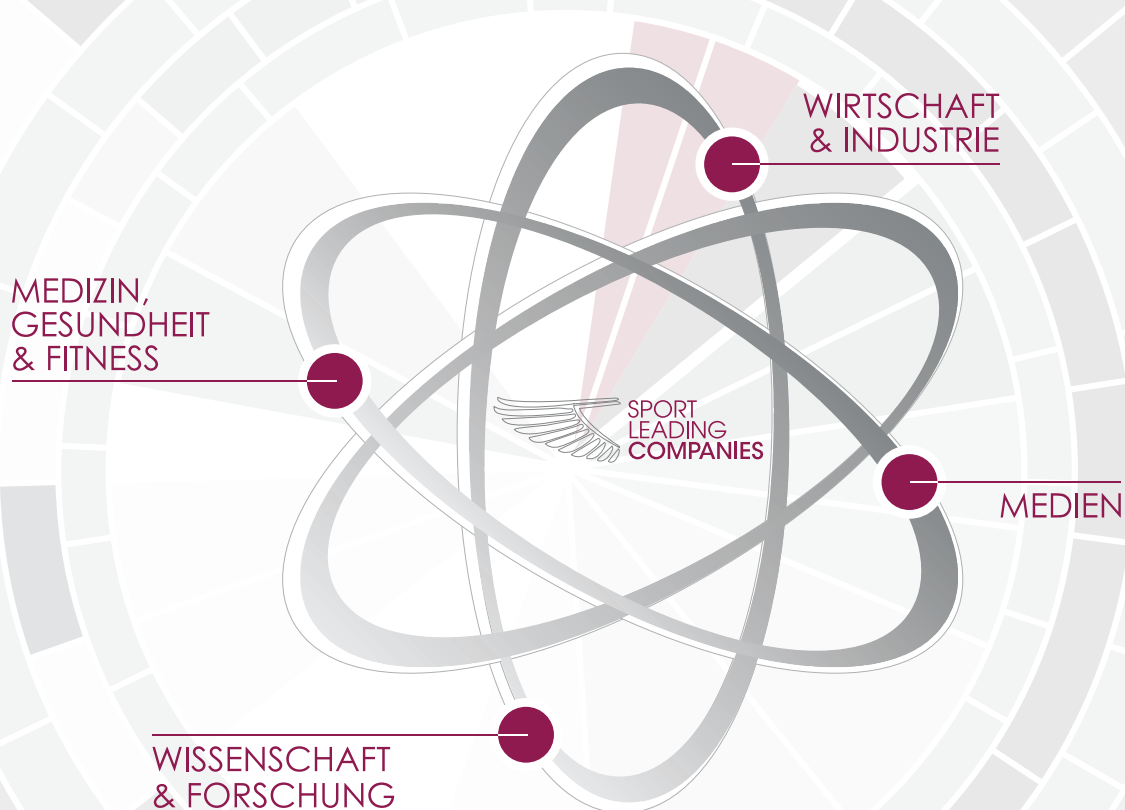 WIRTSCHAFT
& INDUSTRIE
MEDIZIN,
GESUNDHEIT
& FITNESS
SPORT
LEADING
COMPANIES
MEDIEN
WISSENSCHAFT
& FORSCHUNG